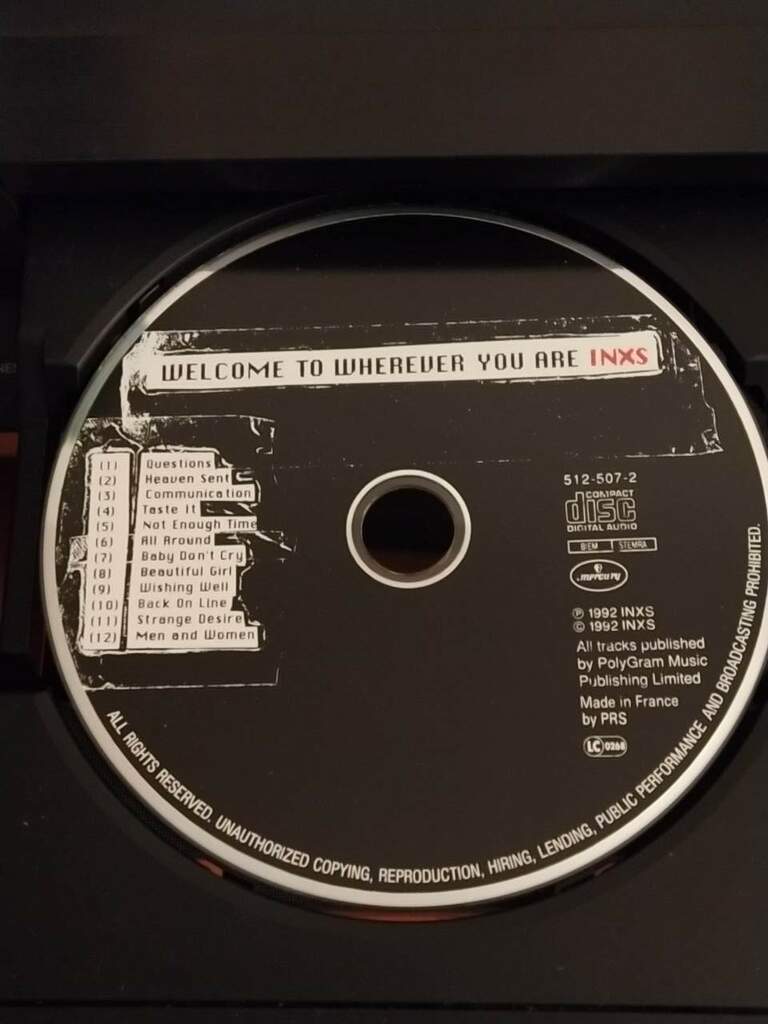 WELCOME TO WHEREVER YOU ARE INXS
(1) Questions
(2) Heaven Sent
(3) Communication
(4) Taste It
(5) Not Enough Time
(6) All Around
(7) Baby Don't Cry
(8) Beautiful Girl
(9) Wishing Well
(10) Back On Line
(11) Strange Desire
(12) Men and Women
512-507-2
COMPACT
disc
DIGITAL AUDIO
BIEM STEMRA
mercury
℗ 1992 INXS
© 1992 INXS
All tracks published
by PolyGram Music
Publishing Limited
Made in France
by PRS
LC 0268
ALL RIGHTS RESERVED. UNAUTHORIZED COPYING, REPRODUCTION, HIRING, LENDING, PUBLIC PERFORMANCE AND BROADCASTING PROHIBITED.